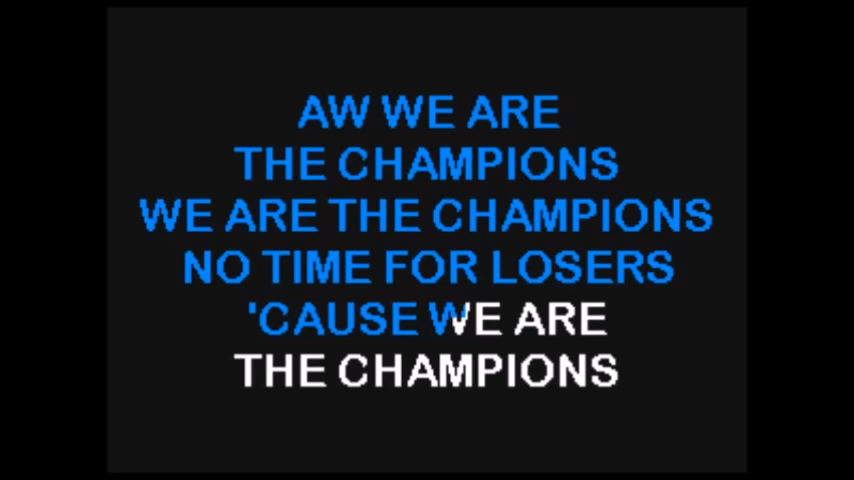 AW WE ARE
THE CHAMPIONS
WE ARE THE CHAMPIONS
NO TIME FOR LOSERS
'CAUSE WE ARE
THE CHAMPIONS